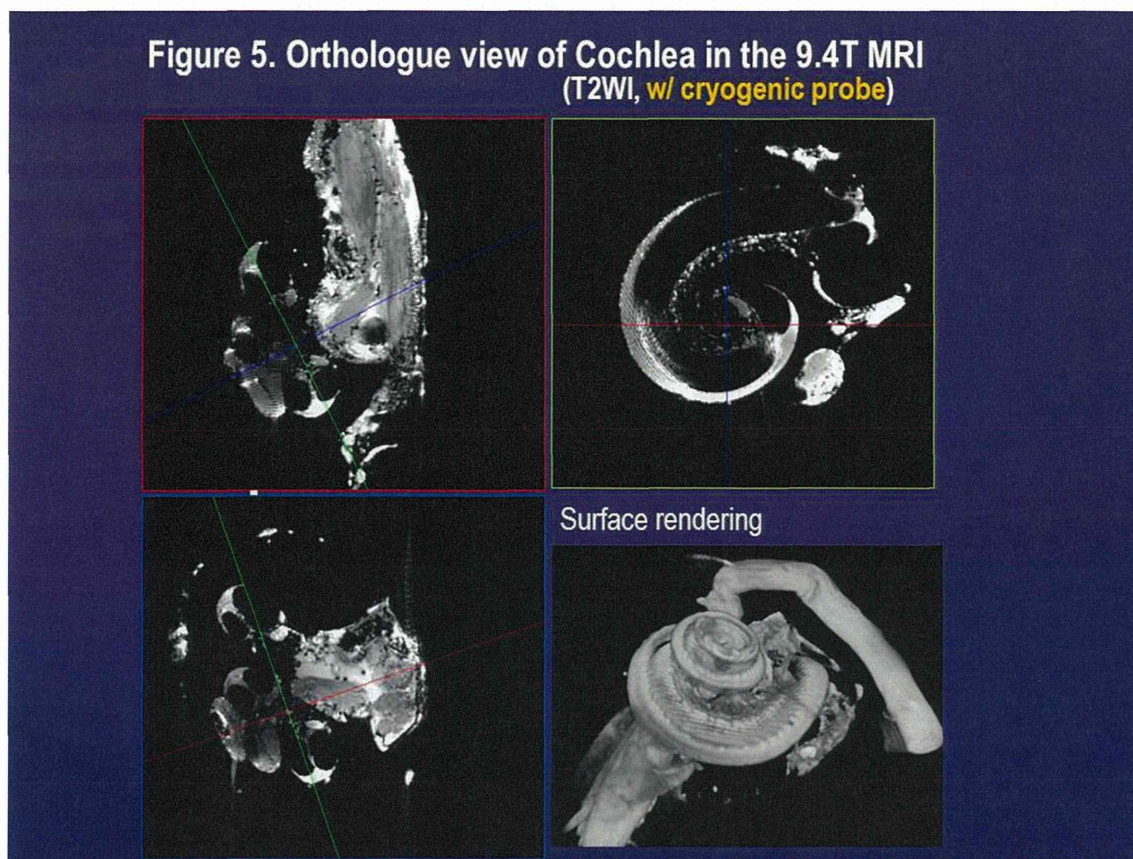 Figure 5. Orthologue view of Cochlea in the 9.4T MRI
(T2WI, w/ cryogenic probe)
Surface rendering